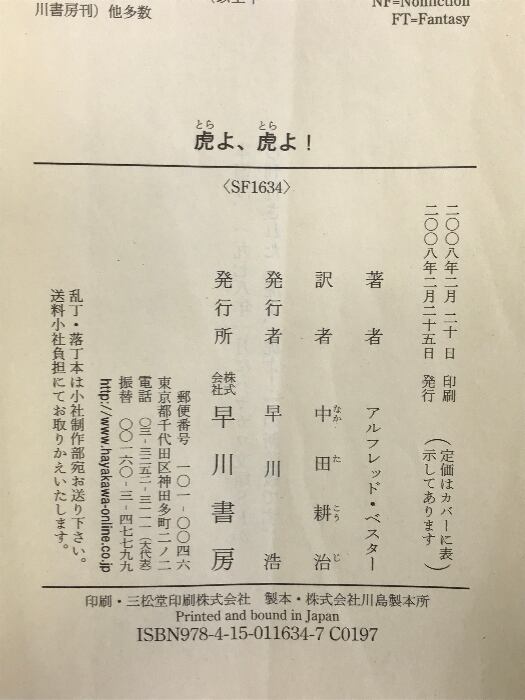 川書房刊）他多数
NF=Nonfiction
FT=Fantasy
虎よ、虎よ！
とら
とら
〈SF1634〉
二〇〇八年二月二十日　印刷
二〇〇八年二月二十五日　発行
（定価はカバーに表
示してあります）
著者　アルフレッド・ベスター
訳者　中田耕治
なか　た　こう　じ
発行者　早川　浩
発行所　株式会社　早川書房
郵便番号　一〇一-〇〇四六
東京都千代田区神田多町二ノ二
電話　〇三-三二五二-三一一一（大代表）
振替　〇〇一六〇-三-四七七九九
http://www.hayakawa-online.co.jp
乱丁・落丁本は小社制作部宛お送り下さい。
送料小社負担にてお取りかえいたします。
印刷・三松堂印刷株式会社　製本・株式会社川島製本所
Printed and bound in Japan
ISBN978-4-15-011634-7 C0197